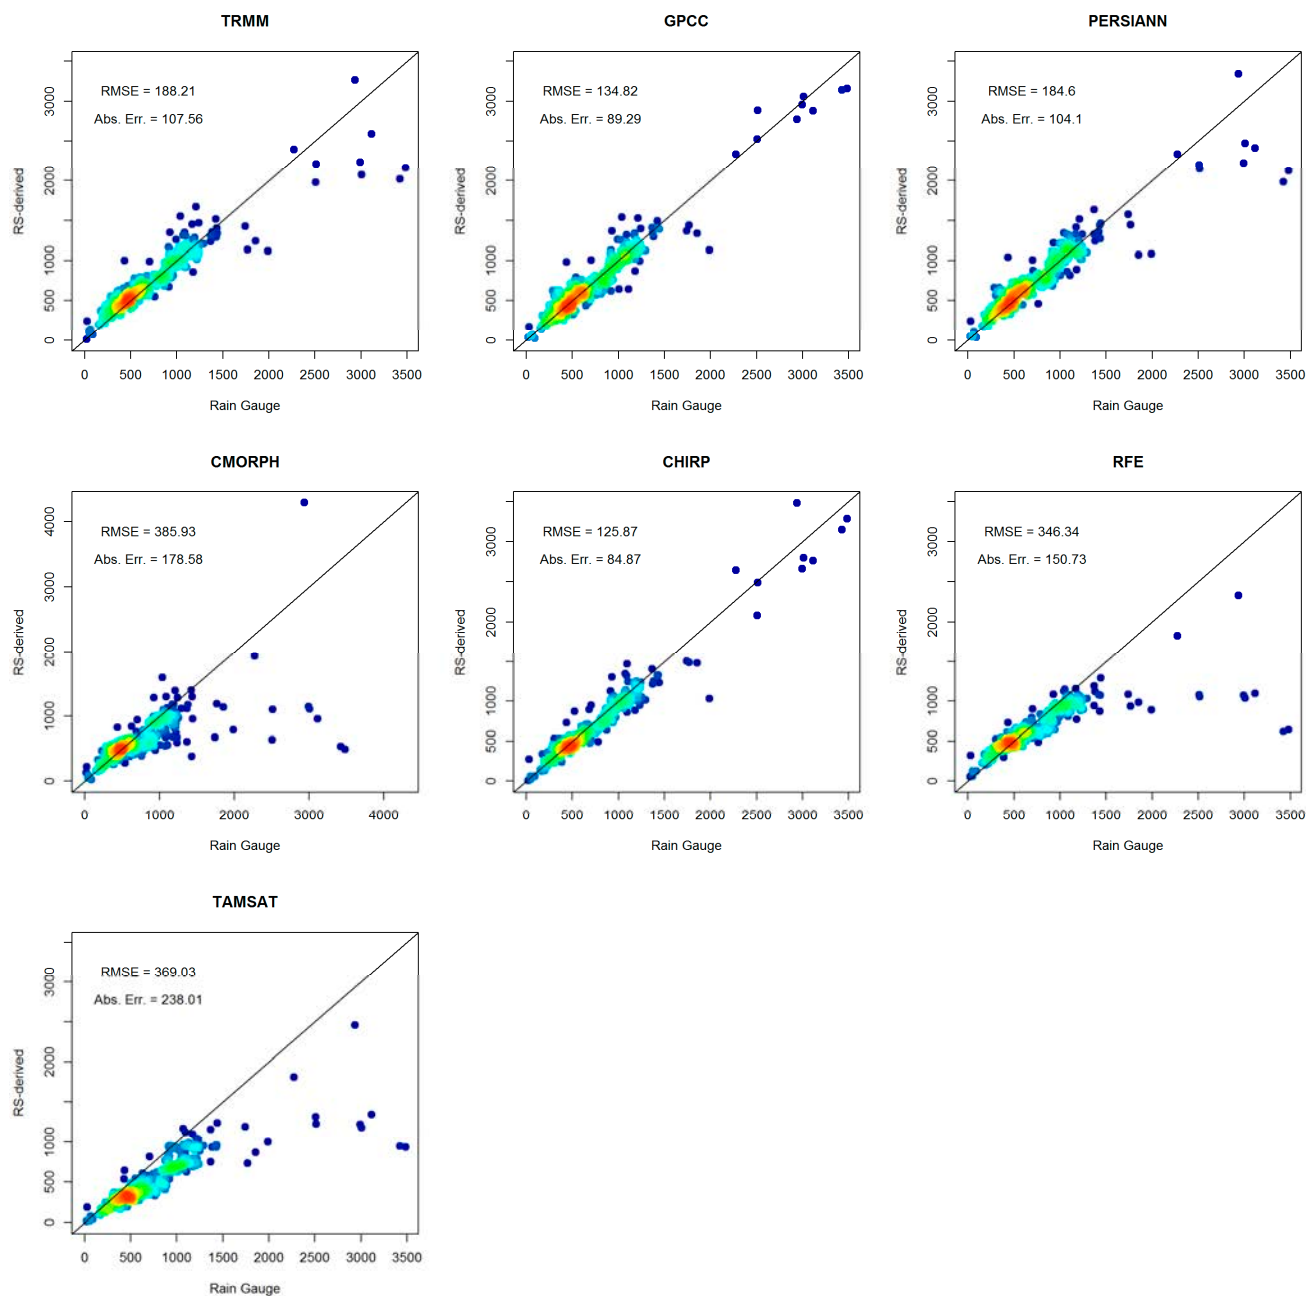 TRMM
RMSE = 188.21
Abs. Err. = 107.56
RS-derived
3000
2000
1000
500
0
0 500 1000 1500 2000 2500 3000 3500
Rain Gauge
GPCC
RMSE = 134.82
Abs. Err. = 89.29
RS-derived
3000
2000
1000
500
0
0 500 1000 1500 2000 2500 3000 3500
Rain Gauge
PERSIANN
RMSE = 184.6
Abs. Err. = 104.1
RS-derived
3000
2000
1000
500
0
0 500 1000 1500 2000 2500 3000 3500
Rain Gauge
CMORPH
RMSE = 385.93
Abs. Err. = 178.58
RS-derived
4000
3000
2000
1000
0
0 1000 2000 3000 4000
Rain Gauge
CHIRP
RMSE = 125.87
Abs. Err. = 84.87
RS-derived
3000
2000
1000
500
0
0 500 1000 1500 2000 2500 3000 3500
Rain Gauge
RFE
RMSE = 346.34
Abs. Err. = 150.73
RS-derived
3000
2000
1000
500
0
0 500 1000 1500 2000 2500 3000 3500
Rain Gauge
TAMSAT
RMSE = 369.03
Abs. Err. = 238.01
RS-derived
3000
2000
1000
500
0
0 500 1000 1500 2000 2500 3000 3500
Rain Gauge